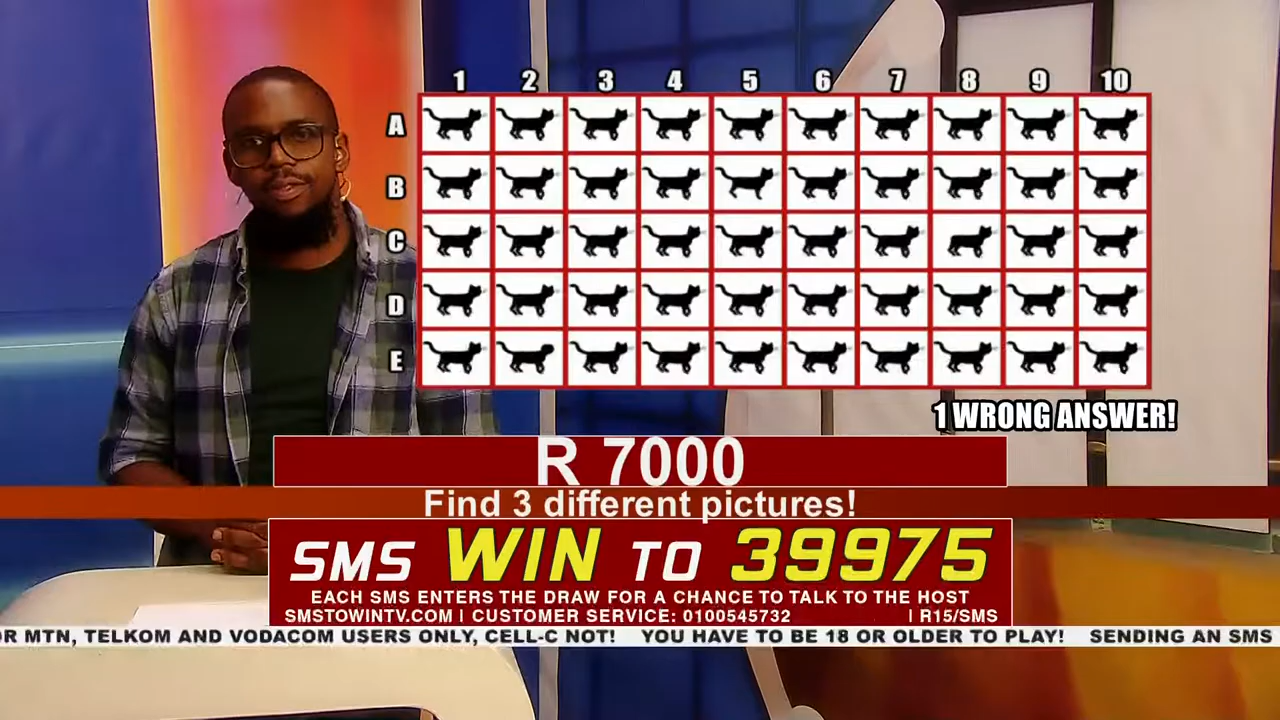 1 2 3 4 5 6 7 8 9 10
A
B
C
D
E
1 WRONG ANSWER!
R 7000
Find 3 different pictures!
SMS WIN TO 39975
EACH SMS ENTERS THE DRAW FOR A CHANCE TO TALK TO THE HOST
SMSTOWINTV.COM | CUSTOMER SERVICE: 0100545732 | R15/SMS
OR MTN, TELKOM AND VODACOM USERS ONLY, CELL-C NOT! YOU HAVE TO BE 18 OR OLDER TO PLAY! SENDING AN SMS